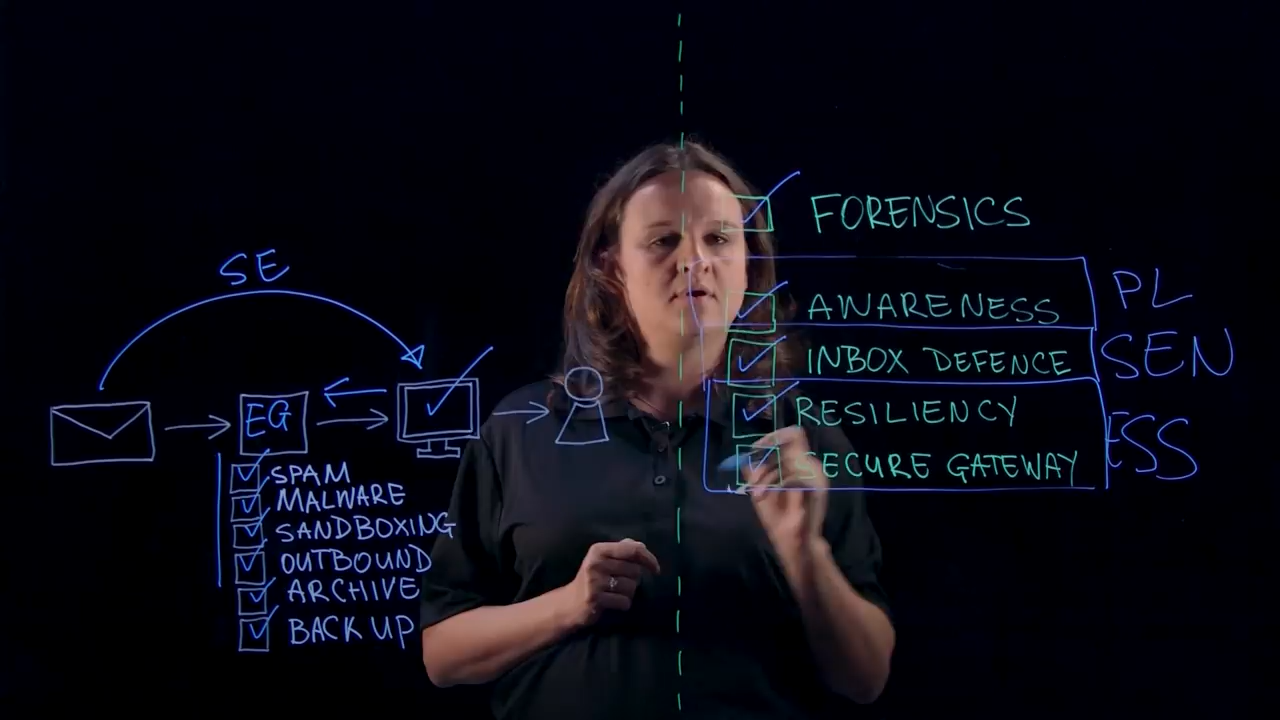 SE
EG
SPAM
MALWARE
SANDBOXING
OUTBOUND
ARCHIVE
BACK UP
FORENSICS
AWARENESS
PL
INBOX DEFENCE
SEN
RESILIENCY
ESS
SECURE GATEWAY